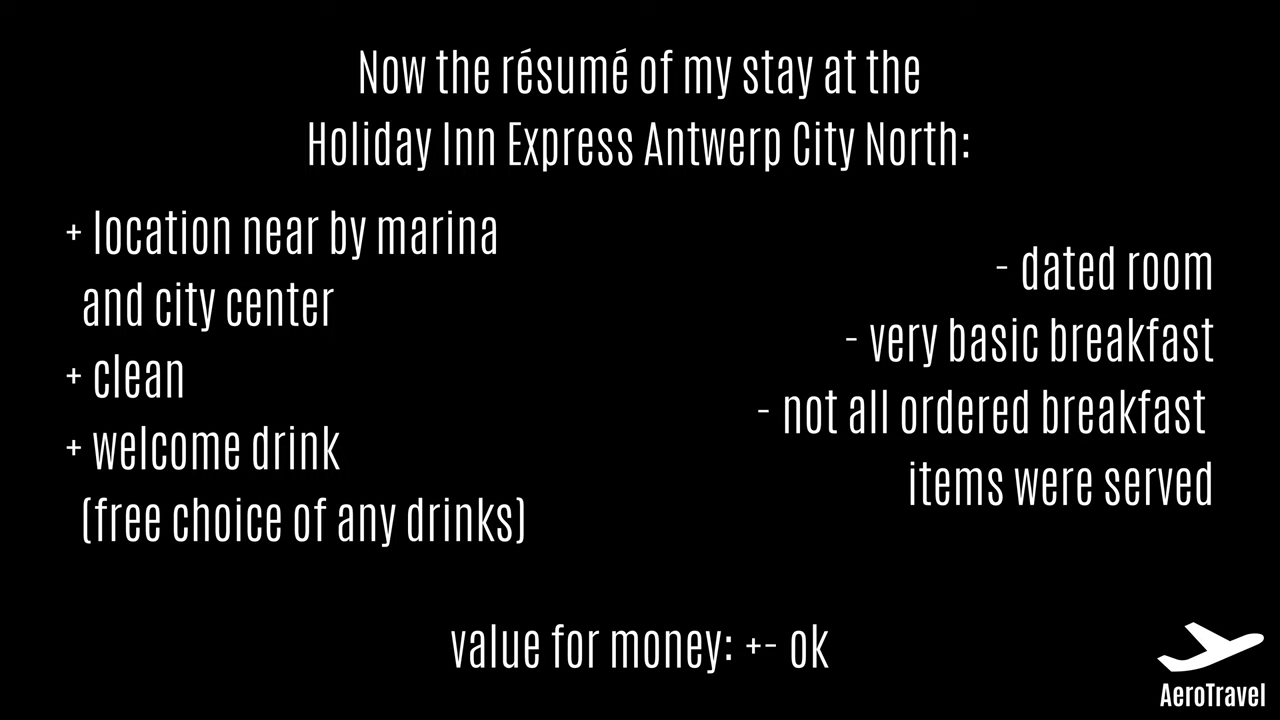 Now the résumé of my stay at the
Holiday Inn Express Antwerp City North:
+ location near by marina
and city center
+ clean
+ welcome drink
(free choice of any drinks)
- dated room
- very basic breakfast
- not all ordered breakfast
items were served
value for money: +- ok
AeroTravel